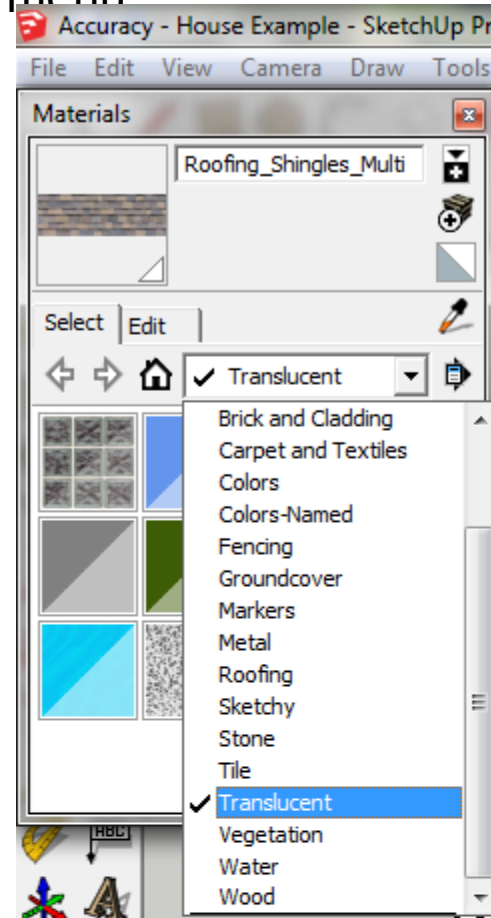 Accuracy - House Example - SketchUp Pr
File Edit View Camera Draw Tools
Materials
Roofing_Shingles_Multi
Select Edit
Translucent
Brick and Cladding
Carpet and Textiles
Colors
Colors-Named
Fencing
Groundcover
Markers
Metal
Roofing
Sketchy
Stone
Tile
Translucent
Vegetation
Water
Wood
ABC
A